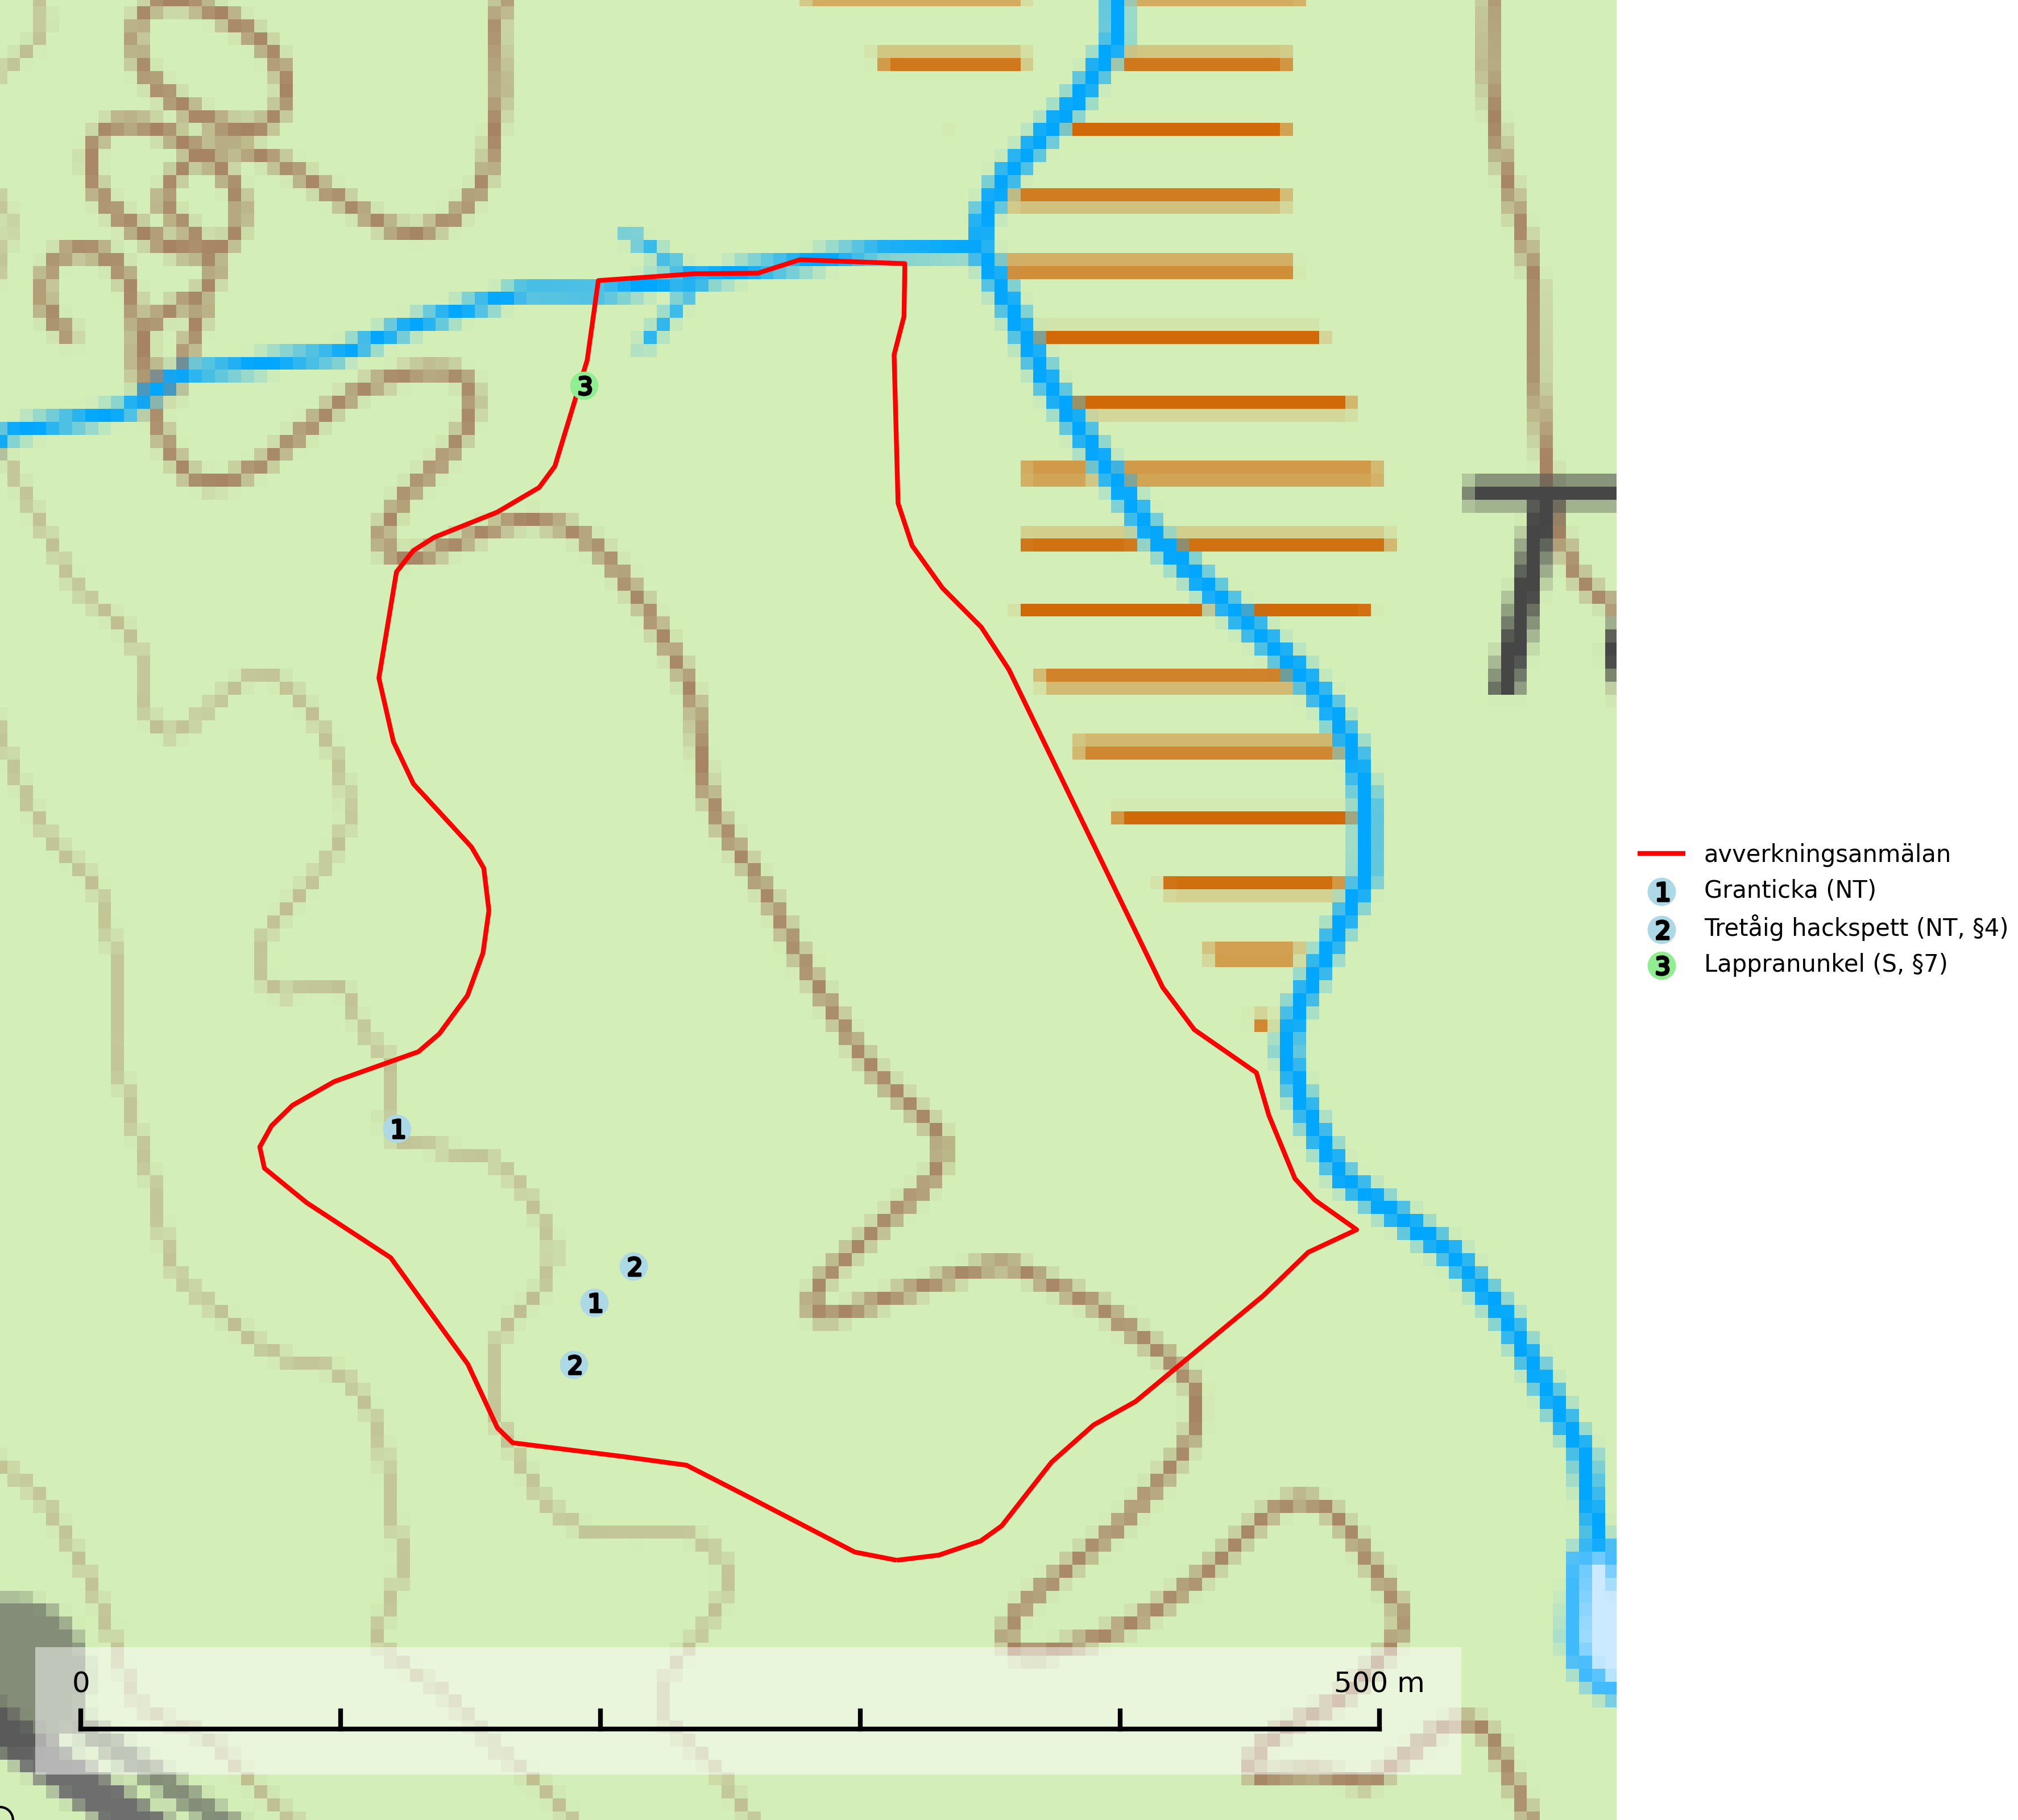 3
1
2
1
2
0 500 m
avverkningsanmälan
1 Granticka (NT)
2 Tretåig hackspett (NT, §4)
3 Lappranunkel (S, §7)